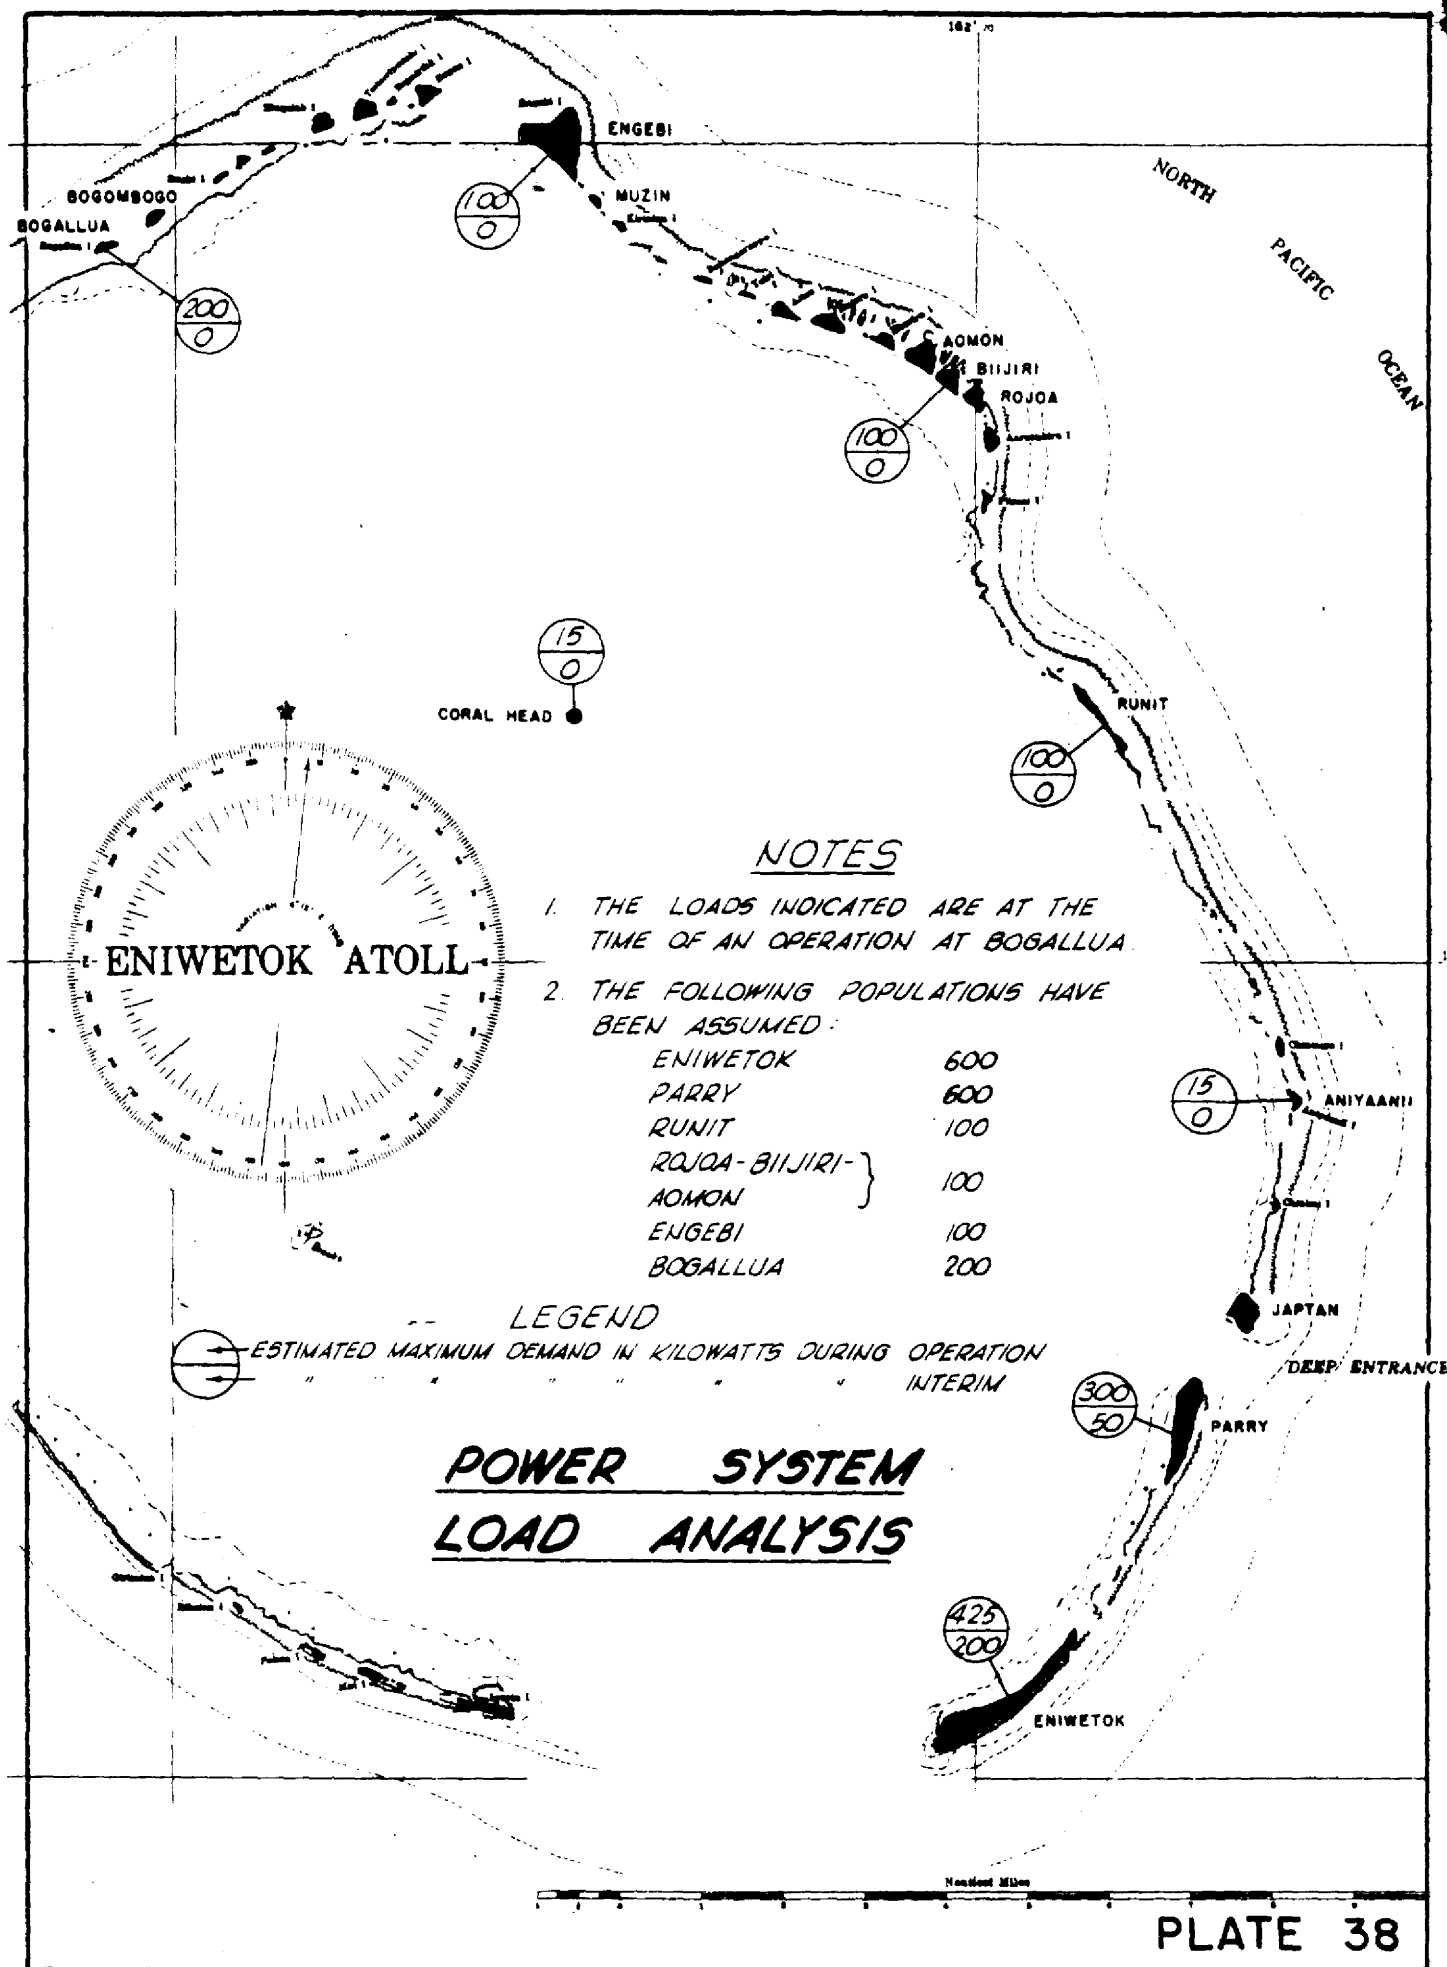 162°
ENGEBI
NORTH
PACIFIC
OCEAN
BOGOMBOGO
MUZIN
BOGALLUA
100
0
200
0
AOMON
BIIJIRI
ROJOA
100
0
15
0
CORAL HEAD
RUNIT
100
0
ENIWETOK ATOLL
NOTES
1. THE LOADS INDICATED ARE AT THE
TIME OF AN OPERATION AT BOGALLUA
2. THE FOLLOWING POPULATIONS HAVE
BEEN ASSUMED:
ENIWETOK 600
PARRY 600
RUNIT 100
ROJOA-BIIJIRI-
AOMON } 100
ENGEBI 100
BOGALLUA 200
15
0
ANIYAANII
JAPTAN
DEEP ENTRANCE
LEGEND
ESTIMATED MAXIMUM DEMAND IN KILOWATTS DURING OPERATION
" " " " " " " INTERIM
300
50
PARRY
POWER SYSTEM
LOAD ANALYSIS
425
200
ENIWETOK
Nautical Miles
PLATE 38